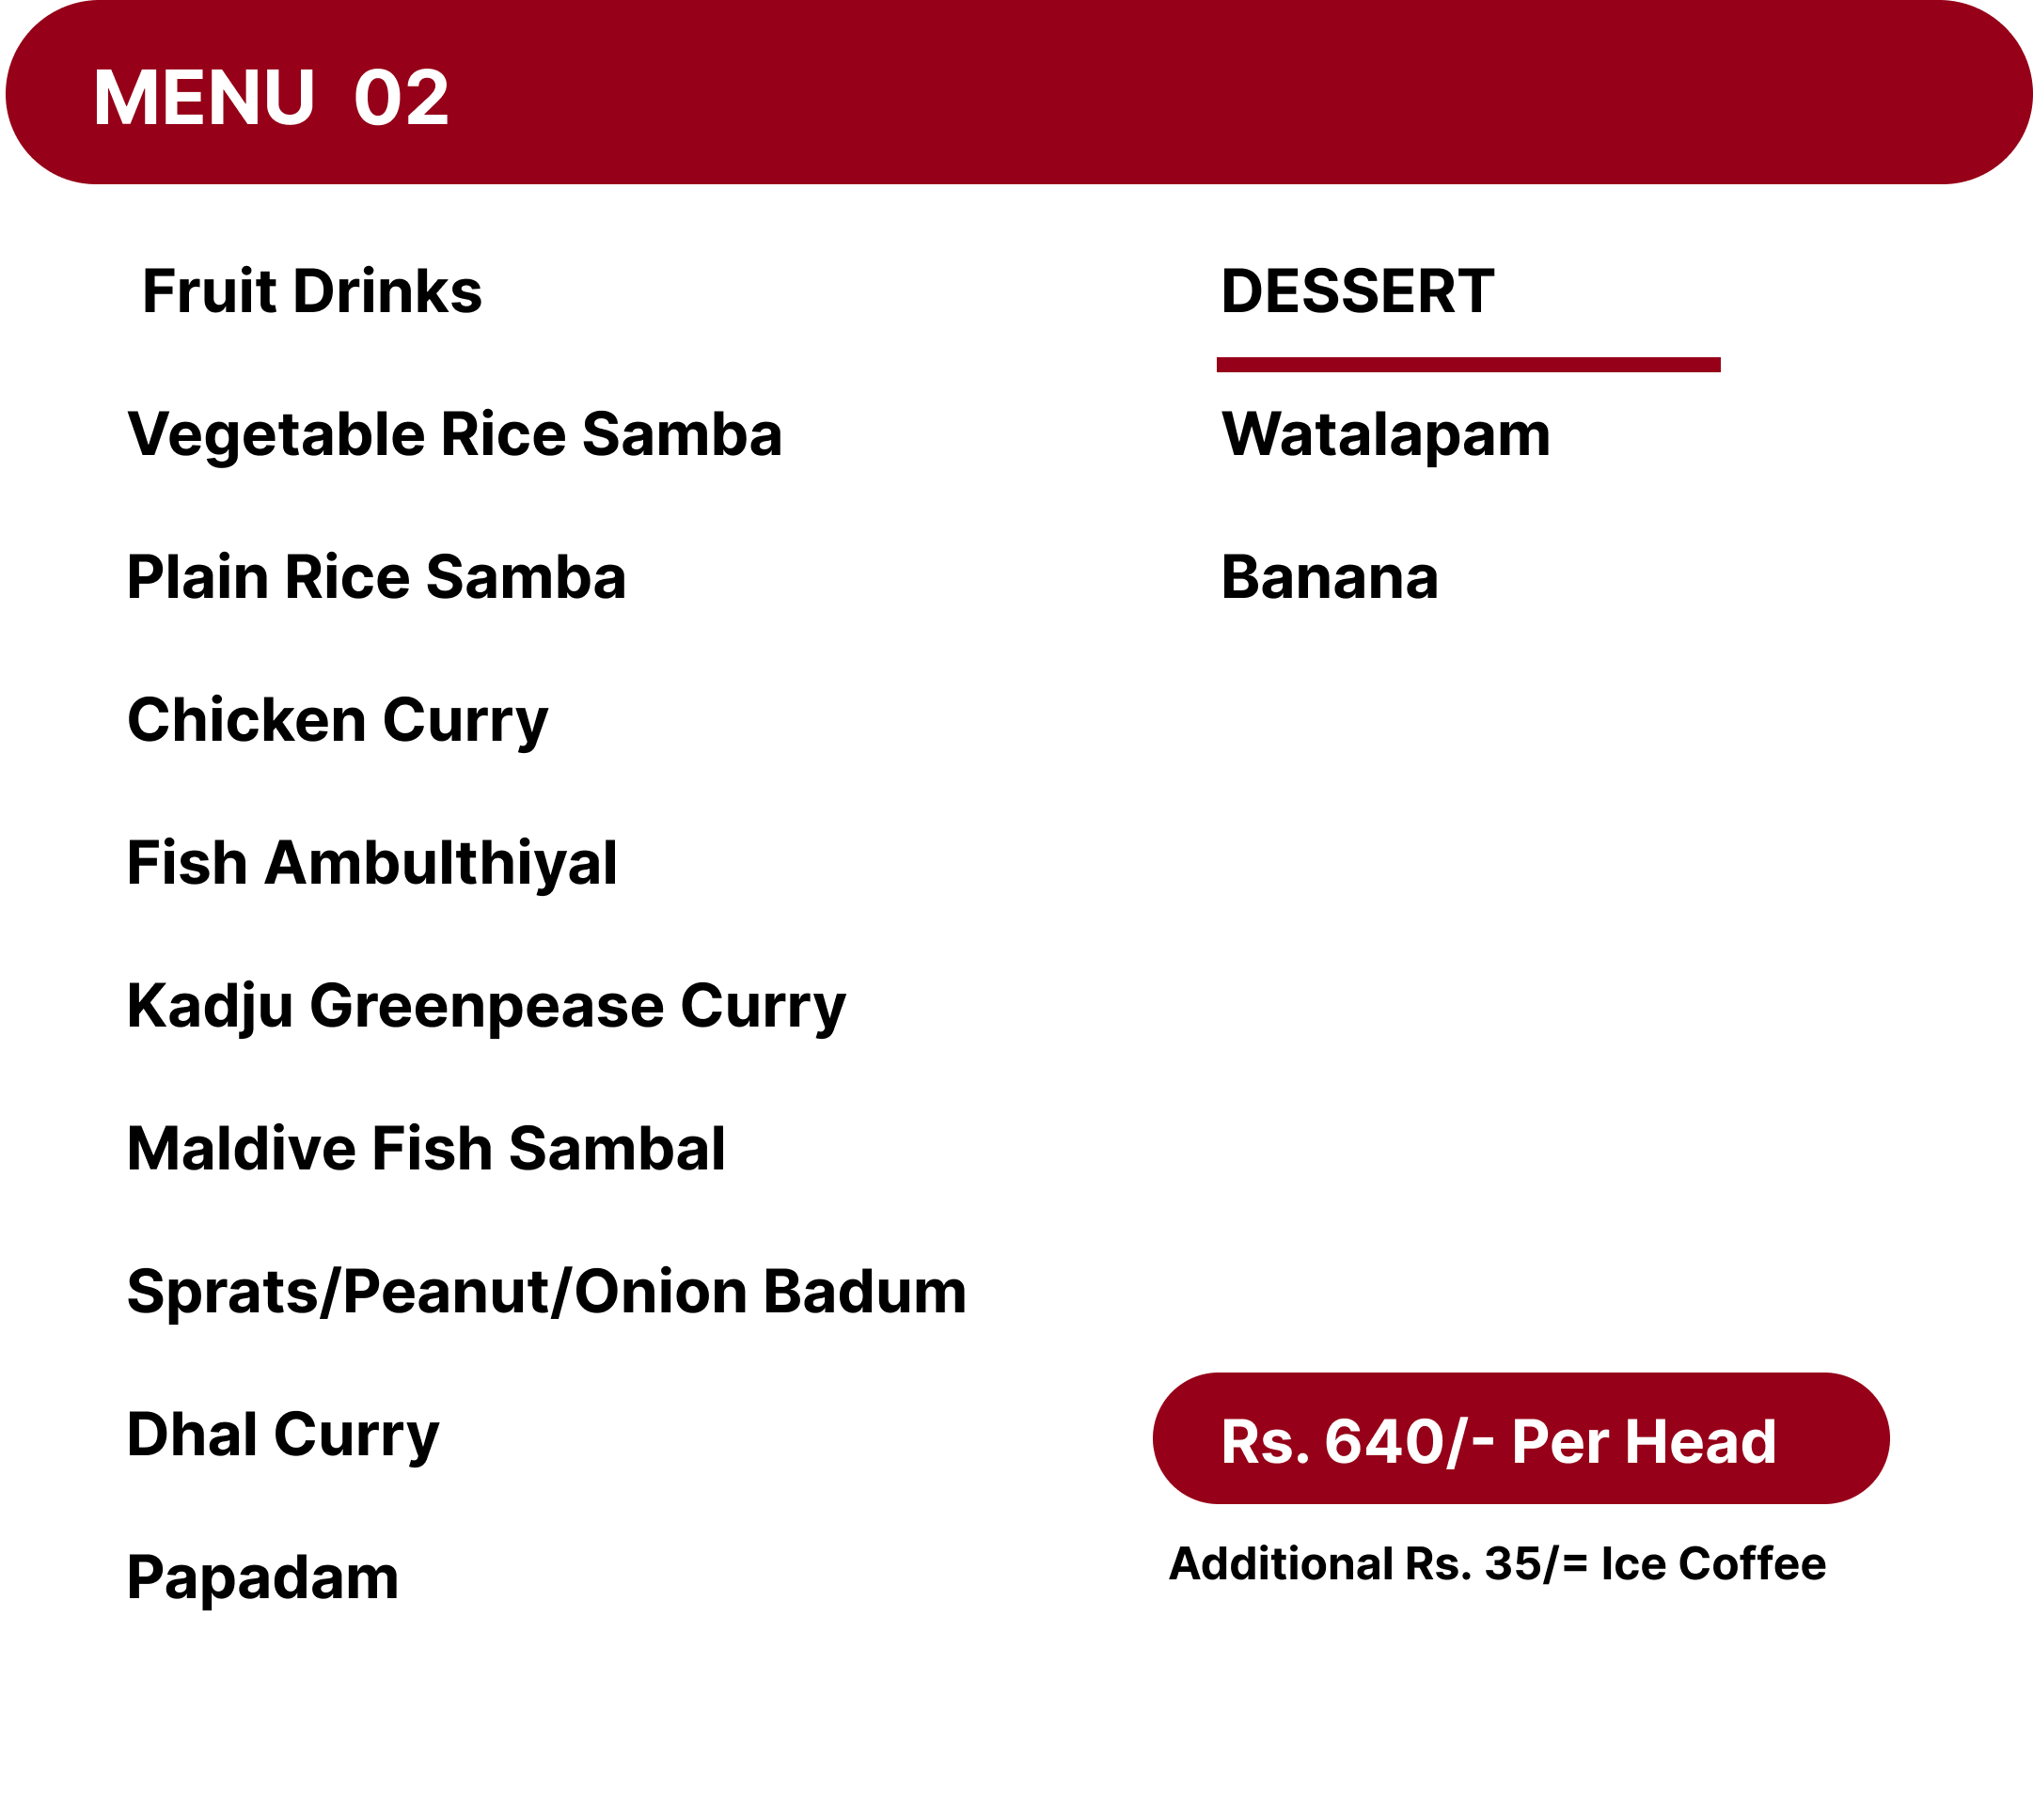 MENU 02
Fruit Drinks
Vegetable Rice Samba
Plain Rice Samba
Chicken Curry
Fish Ambulthiyal
Kadju Greenpease Curry
Maldive Fish Sambal
Sprats/Peanut/Onion Badum
Dhal Curry
Papadam
DESSERT
Watalapam
Banana
Rs. 640/- Per Head
Additional Rs. 35/= Ice Coffee